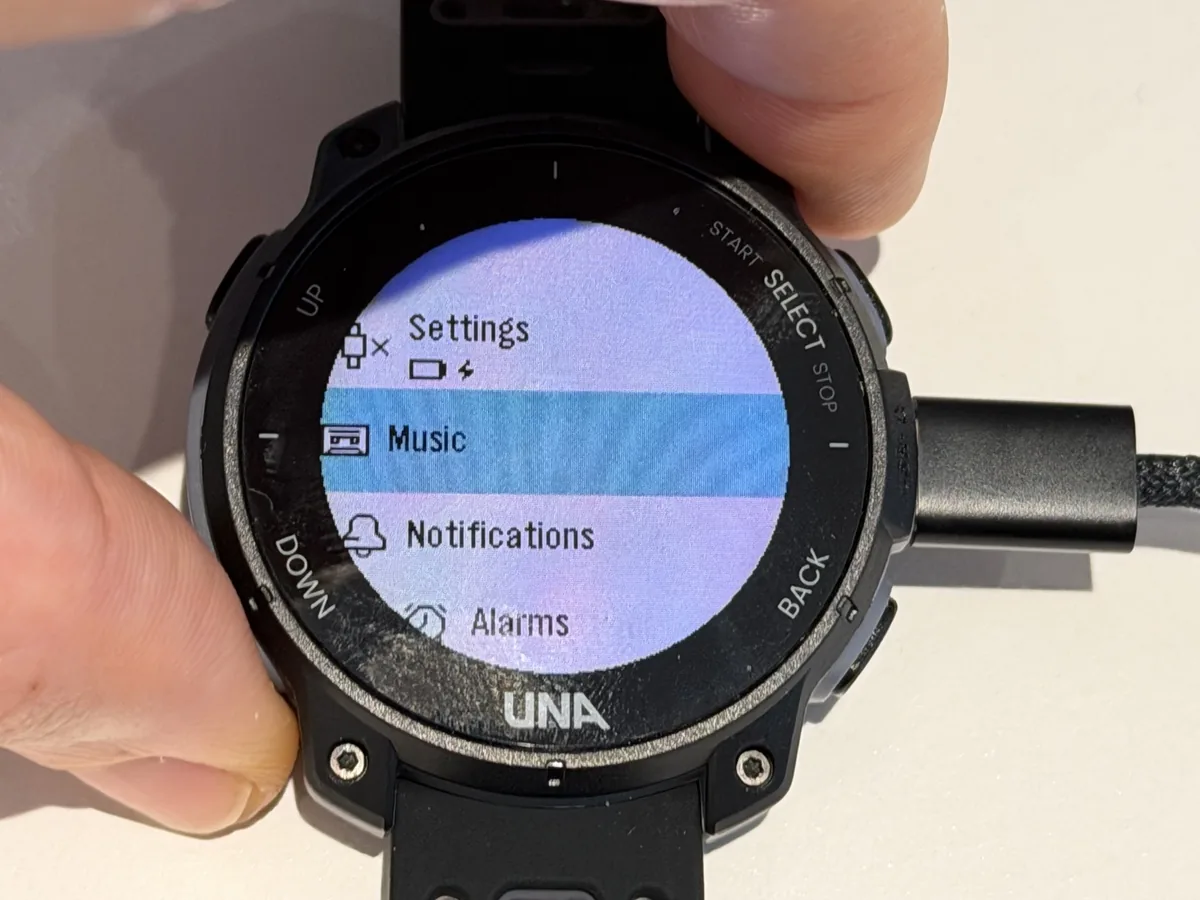 START
SELECT
STOP
UP
Settings
Music
Notifications
Alarms
DOWN
BACK
UNA